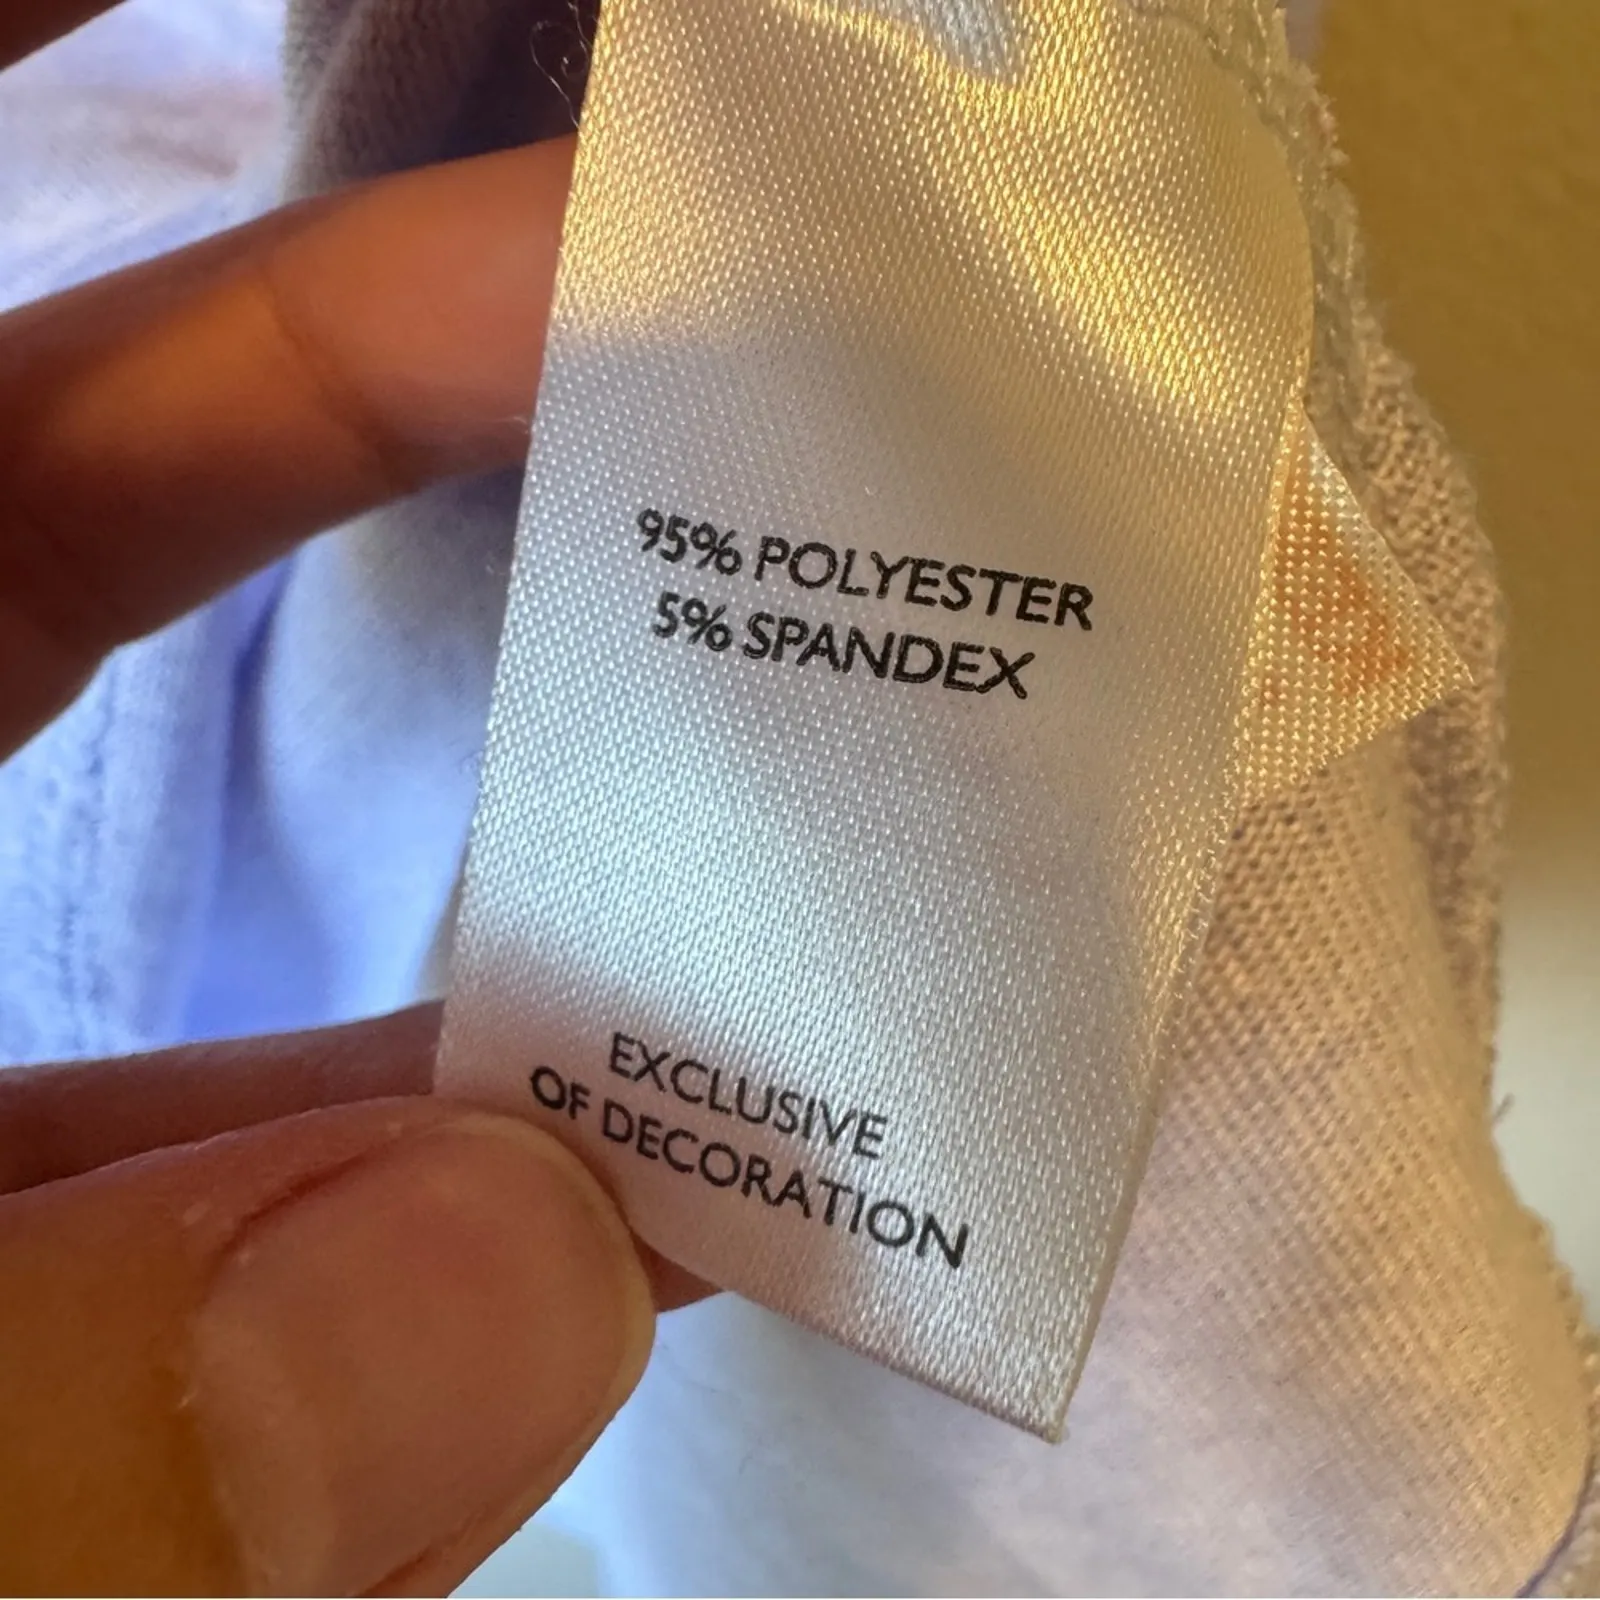 95% POLYESTER
5% SPANDEX
EXCLUSIVE
OF DECORATION